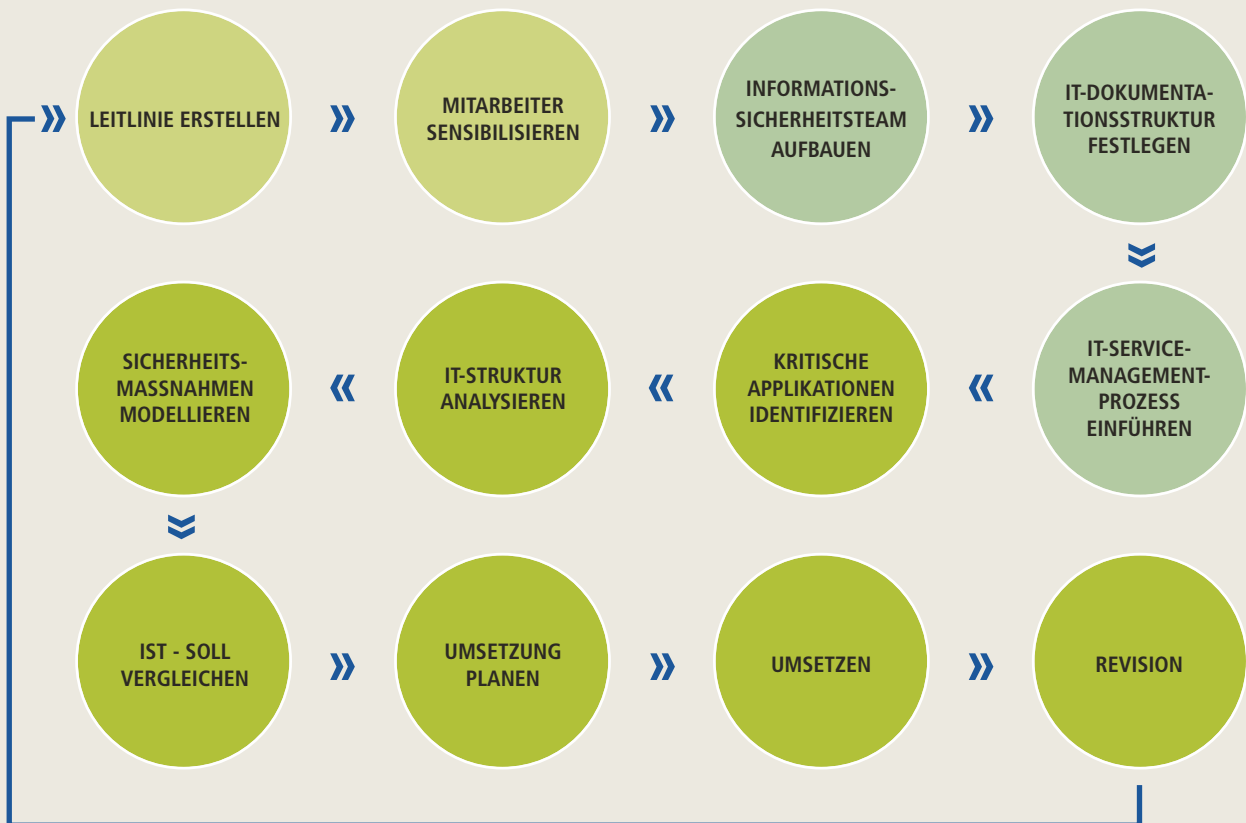 LEITLINIE ERSTELLEN
MITARBEITER
SENSIBILISIEREN
INFORMATIONS-
SICHERHEITSTEAM
AUFBAUEN
IT-DOKUMENTA-
TIONSSTRUKTUR
FESTLEGEN
IT-SERVICE-
MANAGEMENT-
PROZESS
EINFÜHREN
KRITISCHE
APPLIKATIONEN
IDENTIFIZIEREN
IT-STRUKTUR
ANALYSIEREN
SICHERHEITS-
MASSNAHMEN
MODELLIEREN
IST - SOLL
VERGLEICHEN
UMSETZUNG
PLANEN
UMSETZEN
REVISION